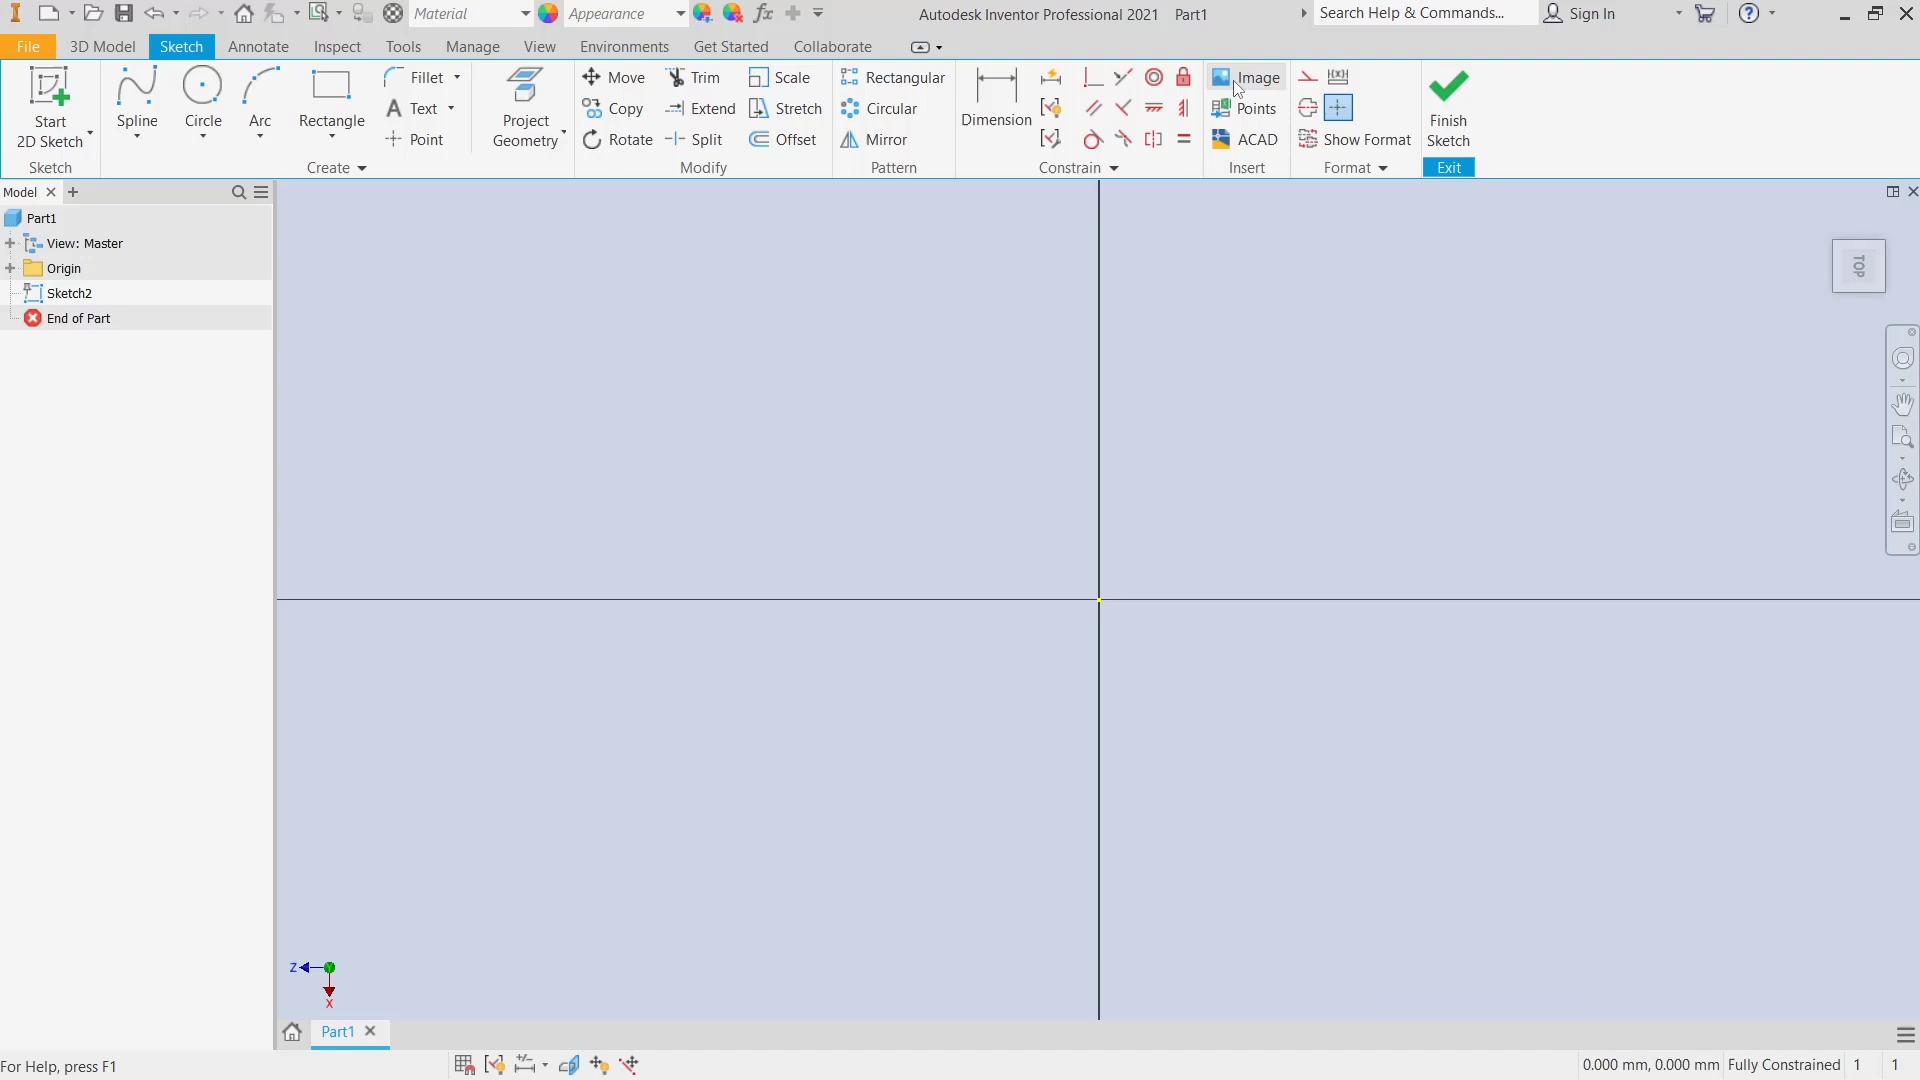 Material
Appearance
Autodesk Inventor Professional 2021 Part1
Search Help & Commands...
Sign In
File
3D Model
Sketch
Annotate
Inspect
Tools
Manage
View
Environments
Get Started
Collaborate
Start
2D Sketch
Spline
Circle
Arc
Rectangle
Fillet
Text
Point
Project
Geometry
Move
Trim
Scale
Copy
Extend
Stretch
Rotate
Split
Offset
Rectangular
Circular
Mirror
Dimension
Image
Points
ACAD
Show Format
Finish
Sketch
Sketch
Create
Modify
Pattern
Constrain
Insert
Format
Exit
Model
Part1
View: Master
Origin
Sketch2
End of Part
TOP
Z
X
Part1
For Help, press F1
0.000 mm, 0.000 mm
Fully Constrained
1
1